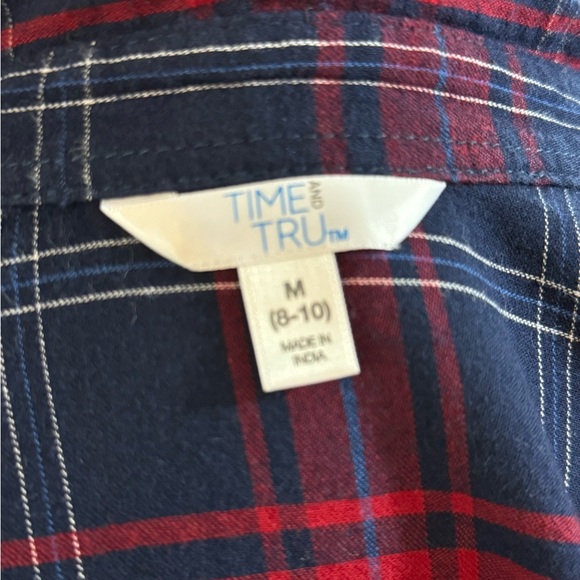 TIME AND
TRU™
M
(8-10)
MADE IN
INDIA